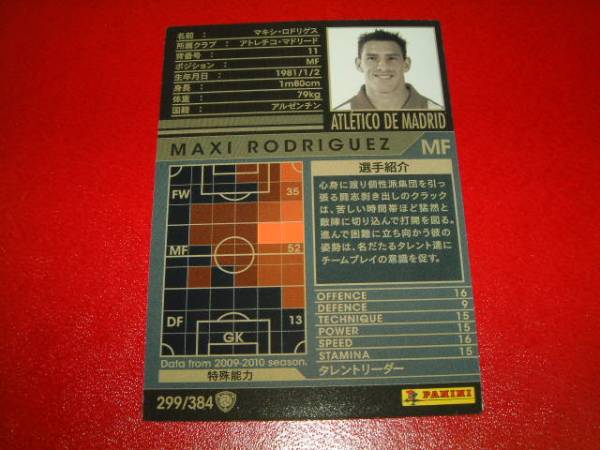 名前 : マキシ・ロドリゲス
所属クラブ : アトレチコ・マドリード
背番号 : 11
ポジション : MF
生年月日 : 1981/1/2
身長 : 1m80cm
体重 : 79kg
国籍 : アルゼンチン
ATLÉTICO DE MADRID
MAXI RODRIGUEZ MF
FW 35
MF 52
DF 13
GK
Data from 2009-2010 season.
選手紹介
心身に渡り個性派集団を引っ
張る闘志剥き出しのクラック
は、苦しい時間帯ほど猛然と
敵陣に切り込んで打開を図る。
進んで困難に立ち向かう彼の
姿勢は、名だたるタレント達に
チームプレイの意識を促す。
OFFENCE 16
DEFENCE 9
TECHNIQUE 15
POWER 15
SPEED 16
STAMINA 15
特殊能力 タレントリーダー
299/384
PANINI